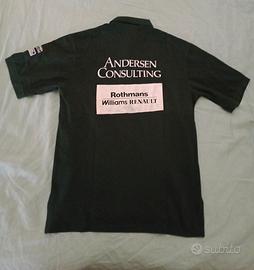 ANDERSEN
CONSULTING
Rothmans
Williams RENAULT
subito